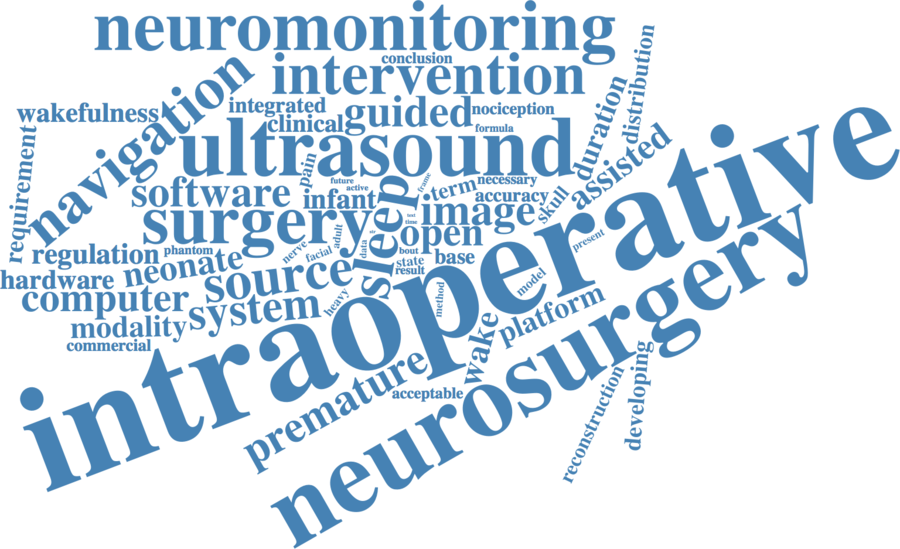 neuromonitoring
conclusion
intervention
navigation
wakefulness
integrated
guided
nociception
clinical
formula
duration
distribution
ultrasound
assisted
requirement
pain
future
active
software
infant
sleep
frame
term
necessary
accuracy
skull
surgery
image
test
time
open
adult
nerve
facial
data
present
regulation
phantom
bout
base
state
result
hardware
neonate
source
computer
system
heavy
method
model
modality
commercial
platform
intraoperative
wake
premature
acceptable
neurosurgery
reconstruction
developing